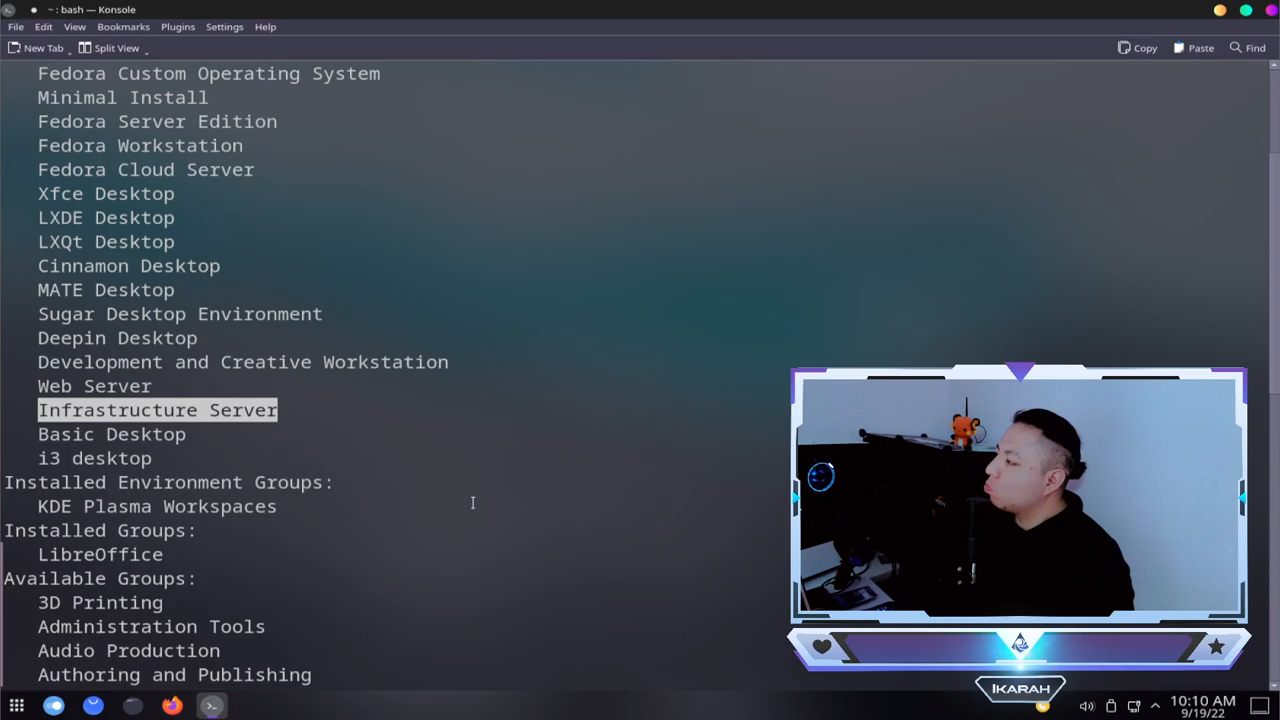 ~ : bash — Konsole
File Edit View Bookmarks Plugins Settings Help
New Tab Split View Copy Paste Find
Fedora Custom Operating System
Minimal Install
Fedora Server Edition
Fedora Workstation
Fedora Cloud Server
Xfce Desktop
LXDE Desktop
LXQt Desktop
Cinnamon Desktop
MATE Desktop
Sugar Desktop Environment
Deepin Desktop
Development and Creative Workstation
Web Server
Infrastructure Server
Basic Desktop
i3 desktop
Installed Environment Groups:
KDE Plasma Workspaces
Installed Groups:
LibreOffice
Available Groups:
3D Printing
Administration Tools
Audio Production
Authoring and Publishing
IKARAH
10:10 AM
9/19/22